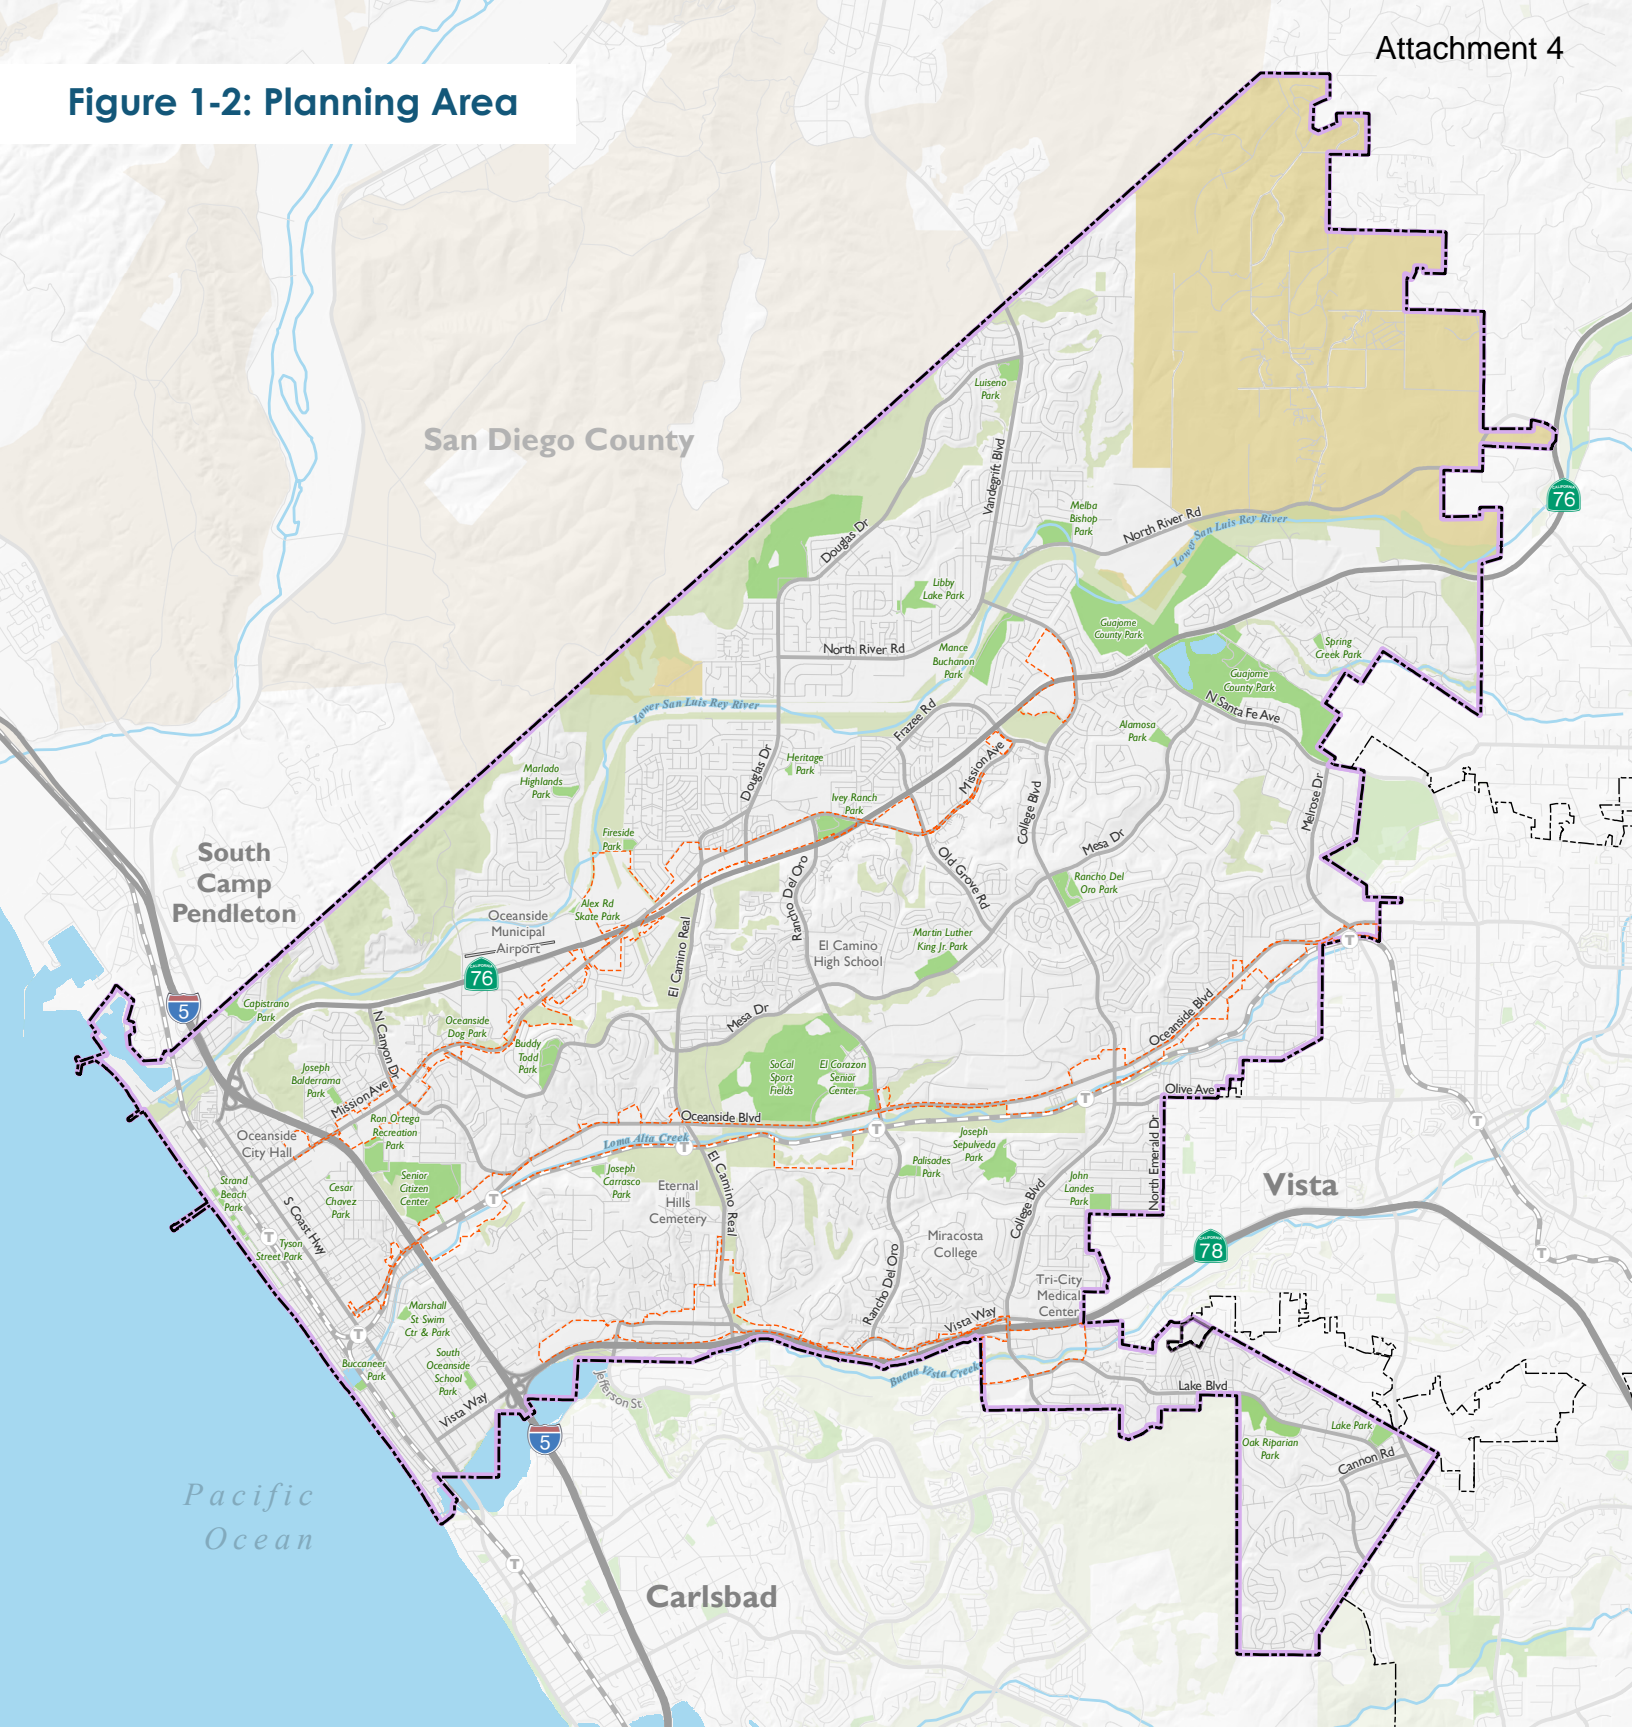 Attachment 4
Figure 1-2: Planning Area
San Diego County
Luiseno
Park
Vandegrift Blvd
Douglas Dr
Melba
Bishop
Park
North River Rd
Lower San Luis Rey River
CALIFORNIA
76
Libby
Lake Park
Guajome
County Park
Spring
Creek Park
North River Rd
Mance
Buchanon
Park
Guajome
County Park
N Santa Fe Ave
Lower San Luis Rey River
Frazee Rd
Alamosa
Park
Marlado
Highlands
Park
Douglas Dr
Heritage
Park
Mission Ave
College Blvd
Melrose Dr
Ivey Ranch
Park
Fireside
Park
Mesa Dr
South
Camp
Pendleton
Old Grove Rd
Rancho Del
Oro Park
Rancho Del Oro
Alex Rd
Skate Park
Oceanside
Municipal
Airport
El Camino Real
El Camino
High School
Martin Luther
King Jr. Park
T
CALIFORNIA
76
5
Capistrano
Park
N Canyon Dr
Oceanside
Dog Park
Mesa Dr
Oceanside Blvd
Buddy
Todd
Park
SoCal
Sport
Fields
El Corazon
Senior
Center
Joseph
Balderrama
Park
Mission Ave
Olive Ave
T
Ron Ortega
Recreation
Park
Oceanside Blvd
T
T
Oceanside
City Hall
Loma Alta Creek
T
Joseph
Sepulveda
Park
North Emerald Dr
El Camino Real
Palisades
Park
Joseph
Carrasco
Park
Senior
Citizen
Center
Strand
Beach
Park
Cesar
Chavez
Park
T
Eternal
Hills
Cemetery
John
Landes
Park
Vista
College Blvd
S Coast Hwy
T
Tyson
Street Park
Miracosta
College
CALIFORNIA
78
T
Rancho Del Oro
Tri-City
Medical
Center
Marshall
St Swim
Ctr & Park
Vista Way
T
South
Oceanside
School
Park
Buccaneer
Park
Buena Vista Creek
Jefferson St
Lake Blvd
Vista Way
Lake Park
5
Oak Riparian
Park
Cannon Rd
Pacific
Ocean
T
Carlsbad